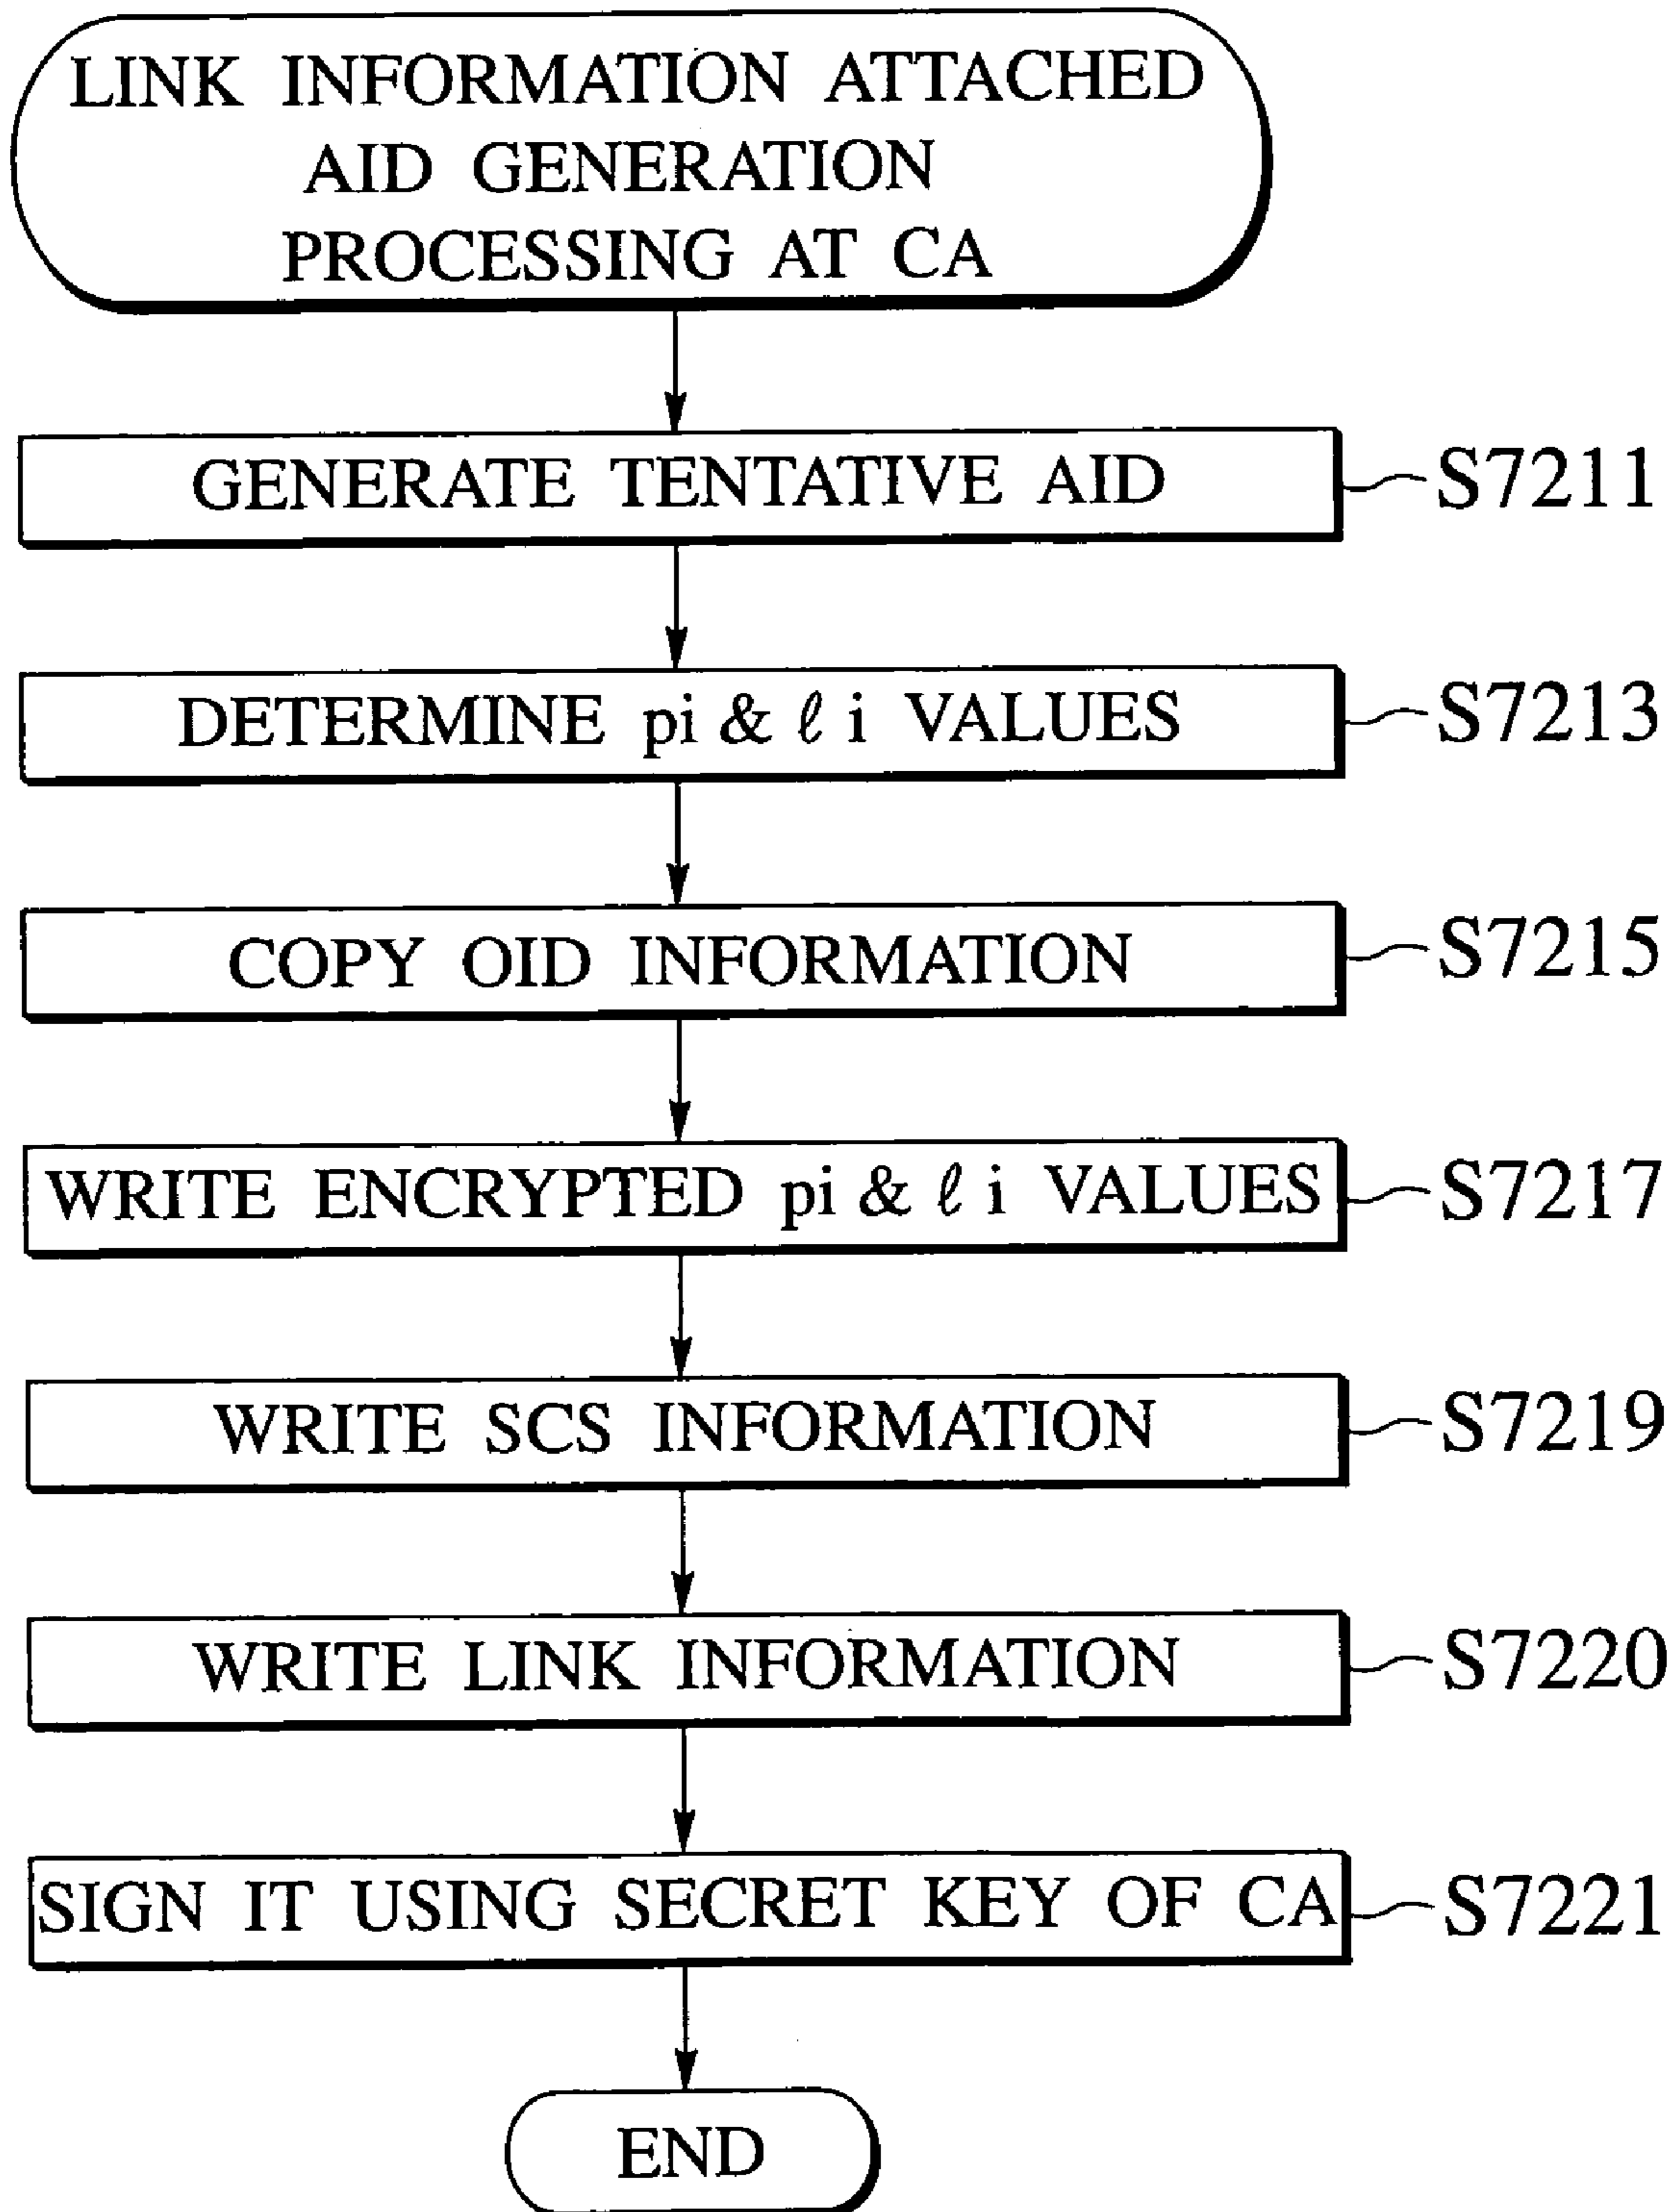 LINK INFORMATION ATTACHED
AID GENERATION
PROCESSING AT CA
GENERATE TENTATIVE AID
S7211
DETERMINE pi & ℓ i VALUES
S7213
COPY OID INFORMATION
S7215
WRITE ENCRYPTED pi & ℓ i VALUES
S7217
WRITE SCS INFORMATION
S7219
WRITE LINK INFORMATION
S7220
SIGN IT USING SECRET KEY OF CA
S7221
END